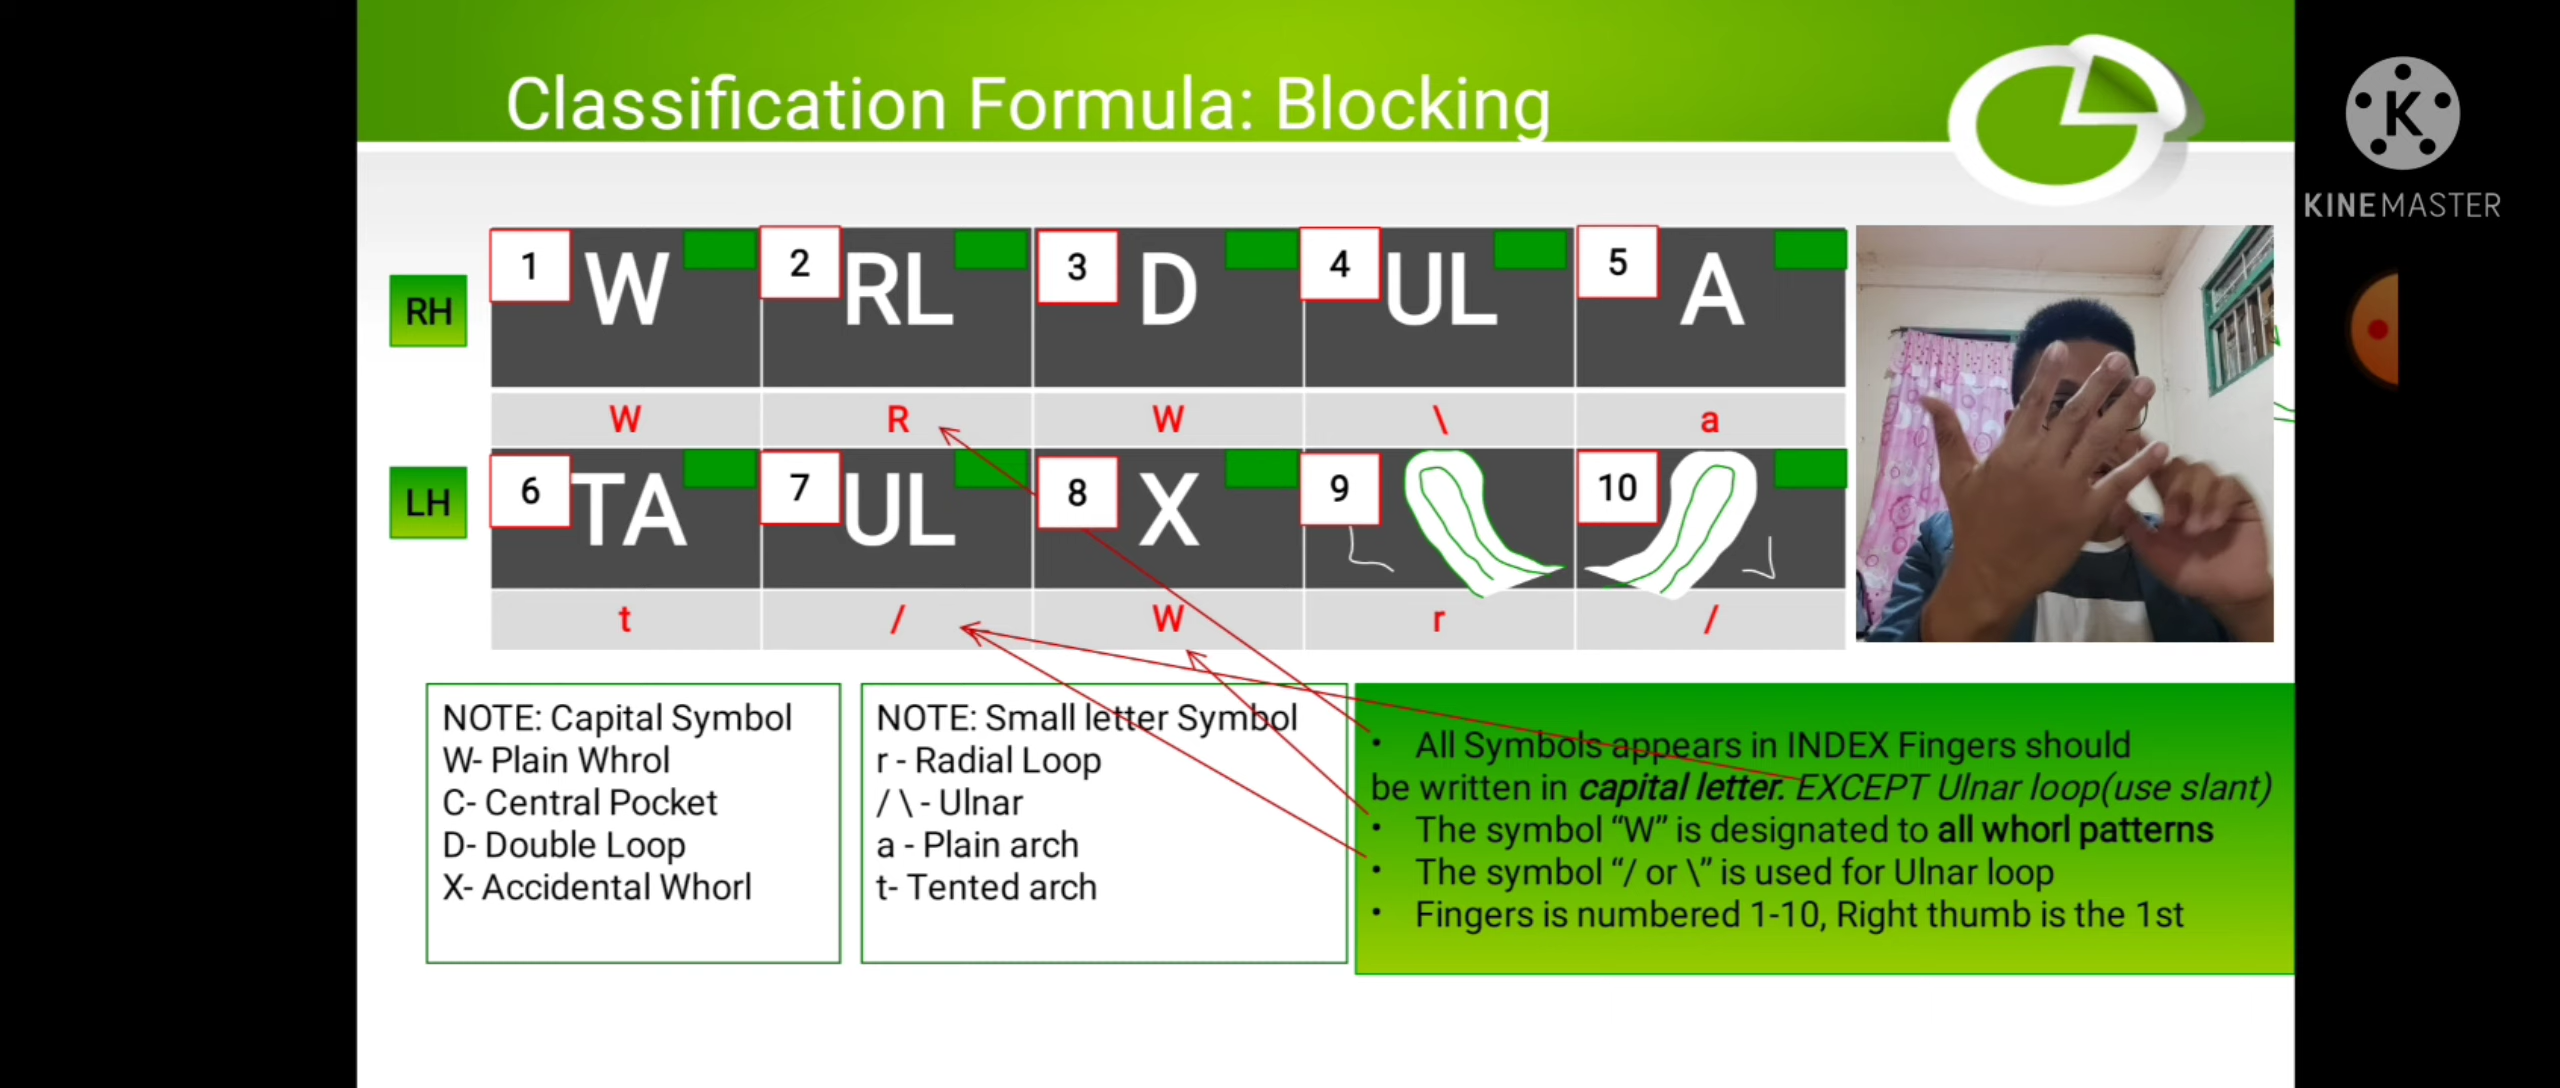 Classification Formula: Blocking
K
KINEMASTER
RH
1 W 2 RL 3 D 4 UL 5 A
W R W \ a
LH
6 TA 7 UL 8 X 9 10
t / W r /
NOTE: Capital Symbol
W- Plain Whrol
C- Central Pocket
D- Double Loop
X- Accidental Whorl
NOTE: Small letter Symbol
r - Radial Loop
/ \ - Ulnar
a - Plain arch
t- Tented arch
• All Symbols appears in INDEX Fingers should
be written in capital letter. EXCEPT Ulnar loop(use slant)
• The symbol “W” is designated to all whorl patterns
• The symbol “/ or \” is used for Ulnar loop
• Fingers is numbered 1-10, Right thumb is the 1st